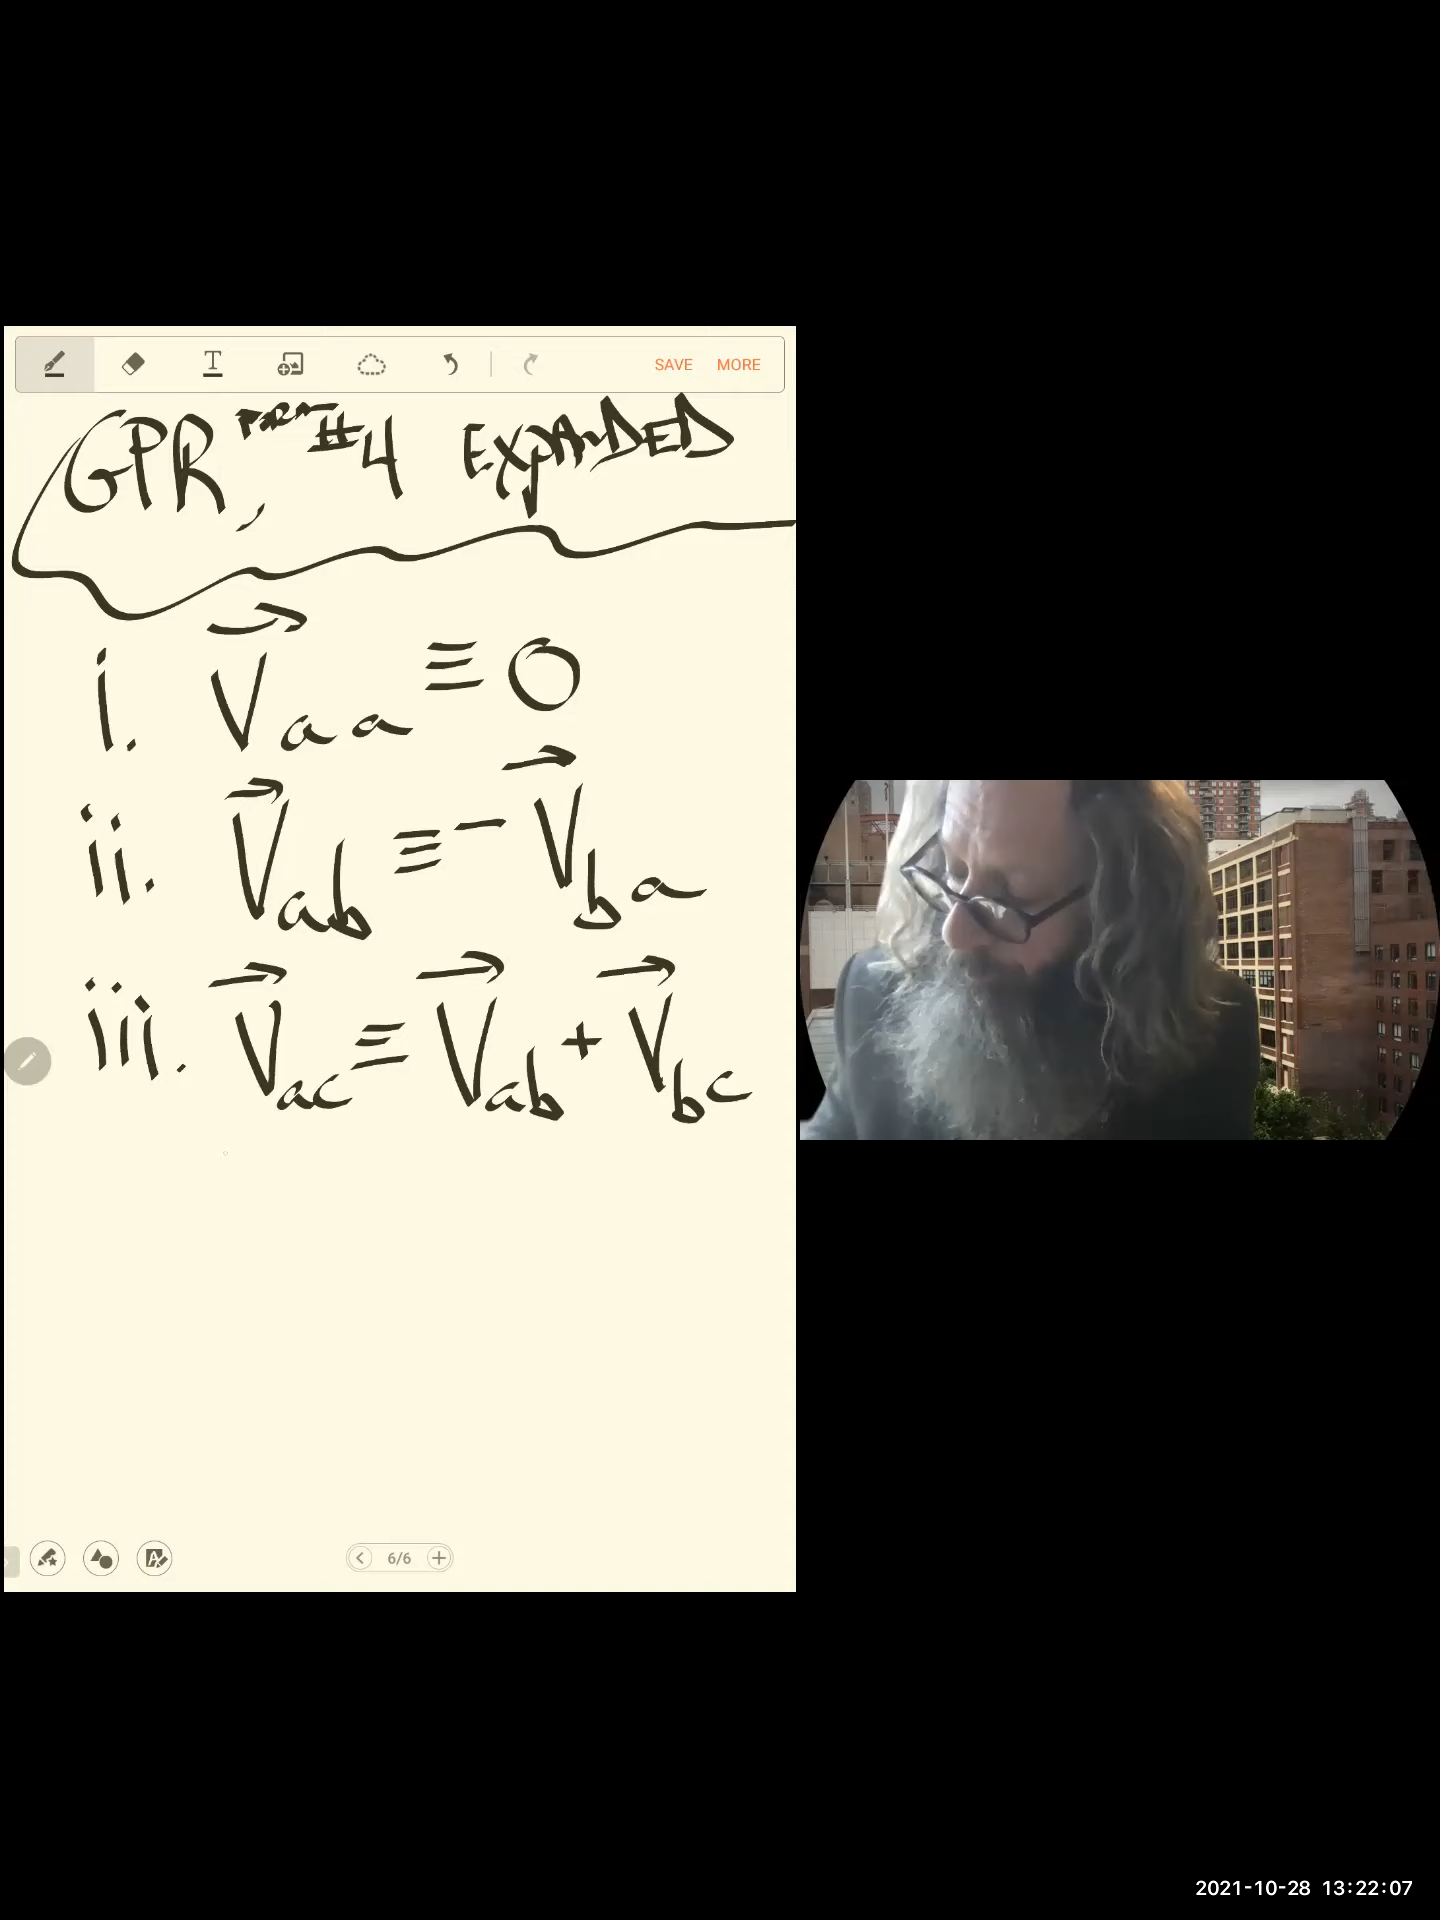 T
SAVE MORE
GPR, FORM #4 EXPANDED
i. V⃗aa ≡ 0
ii. V⃗ab ≡ -V⃗ba
iii. V⃗ac ≡ V⃗ab + V⃗bc
A
6/6
2021-10-28 13:22:07